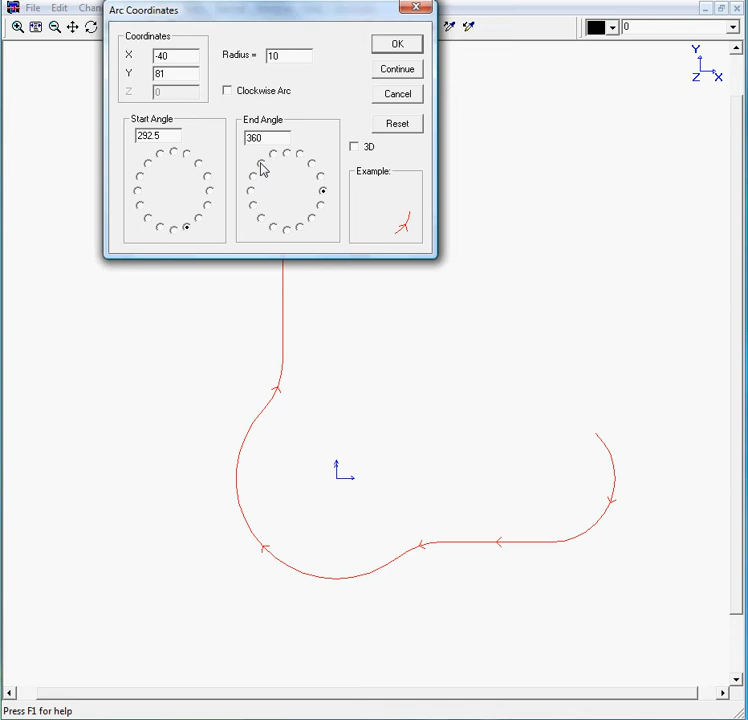 File Edit Chan
0
Arc Coordinates
Coordinates
X -40
Y 81
Z 0
Radius = 10
Clockwise Arc
OK
Continue
Cancel
Reset
Start Angle
292.5
End Angle
360
3D
Example:
Y
Z X
Press F1 for help